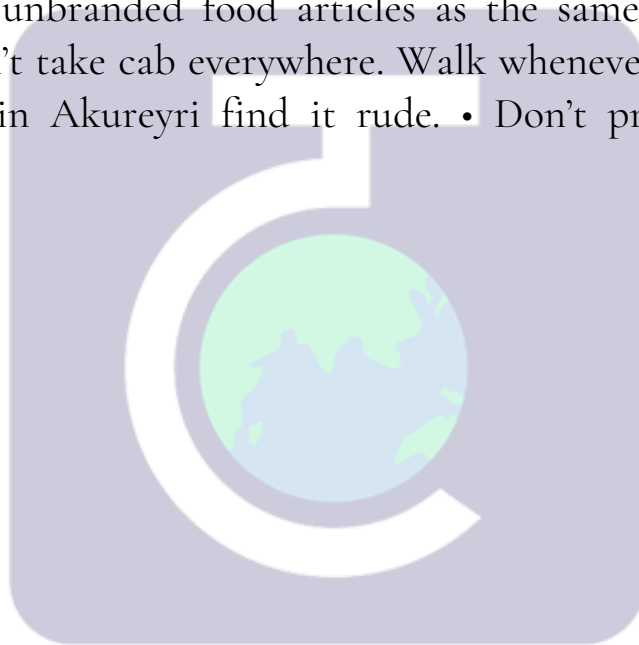 unbranded food articles as the same
't take cab everywhere. Walk wheneve
in Akureyri find it rude. • Don't pr